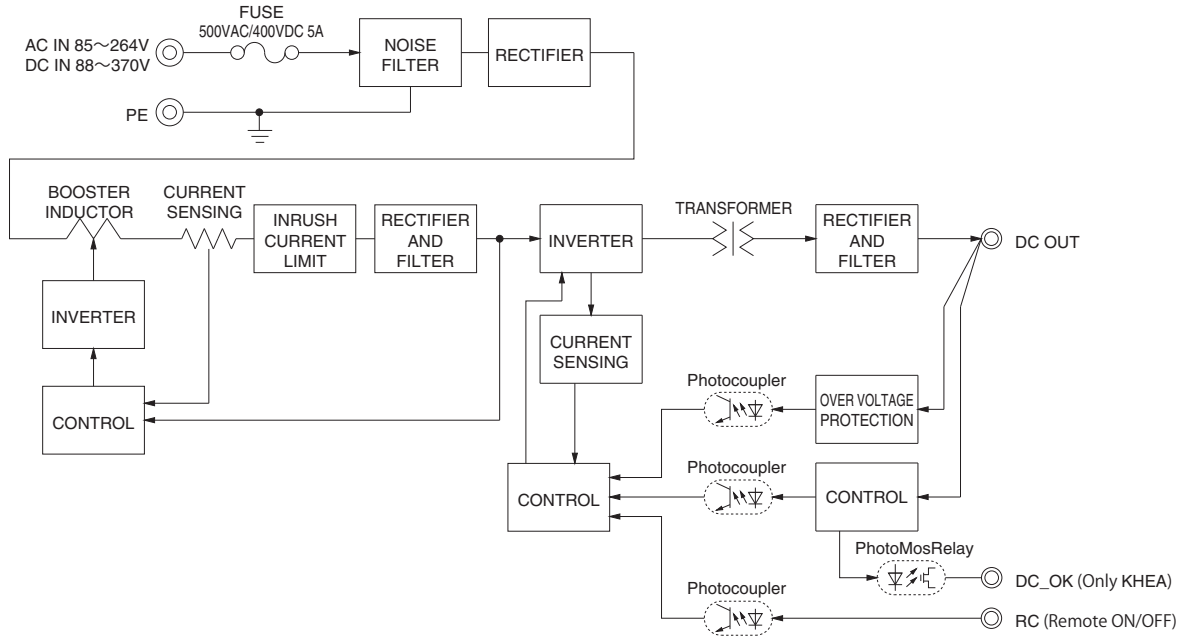 FUSE
500VAC/400VDC 5A
AC IN 85～264V
DC IN 88～370V
NOISE
FILTER
RECTIFIER
PE
BOOSTER
INDUCTOR
CURRENT
SENSING
INRUSH
CURRENT
LIMIT
RECTIFIER
AND
FILTER
INVERTER
TRANSFORMER
RECTIFIER
AND
FILTER
DC OUT
INVERTER
CURRENT
SENSING
CONTROL
Photocoupler
OVER VOLTAGE
PROTECTION
CONTROL
Photocoupler
CONTROL
PhotoMosRelay
DC_OK (Only KHEA)
Photocoupler
RC (Remote ON/OFF)